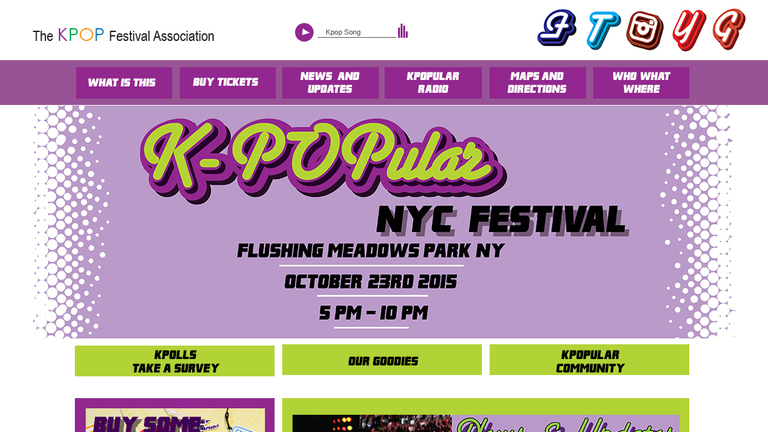 The KPOP Festival Association
Kpop Song
F T Y G
WHAT IS THIS
BUY TICKETS
NEWS AND
UPDATES
KPOPULAR
RADIO
MAPS AND
DIRECTIONS
WHO WHAT
WHERE
K-POPular
NYC FESTIVAL
FLUSHING MEADOWS PARK NY
OCTOBER 23RD 2015
5 PM - 10 PM
KPOLLS
TAKE A SURVEY
OUR GOODIES
KPOPULAR
COMMUNITY
BUY SOME
News & Updates